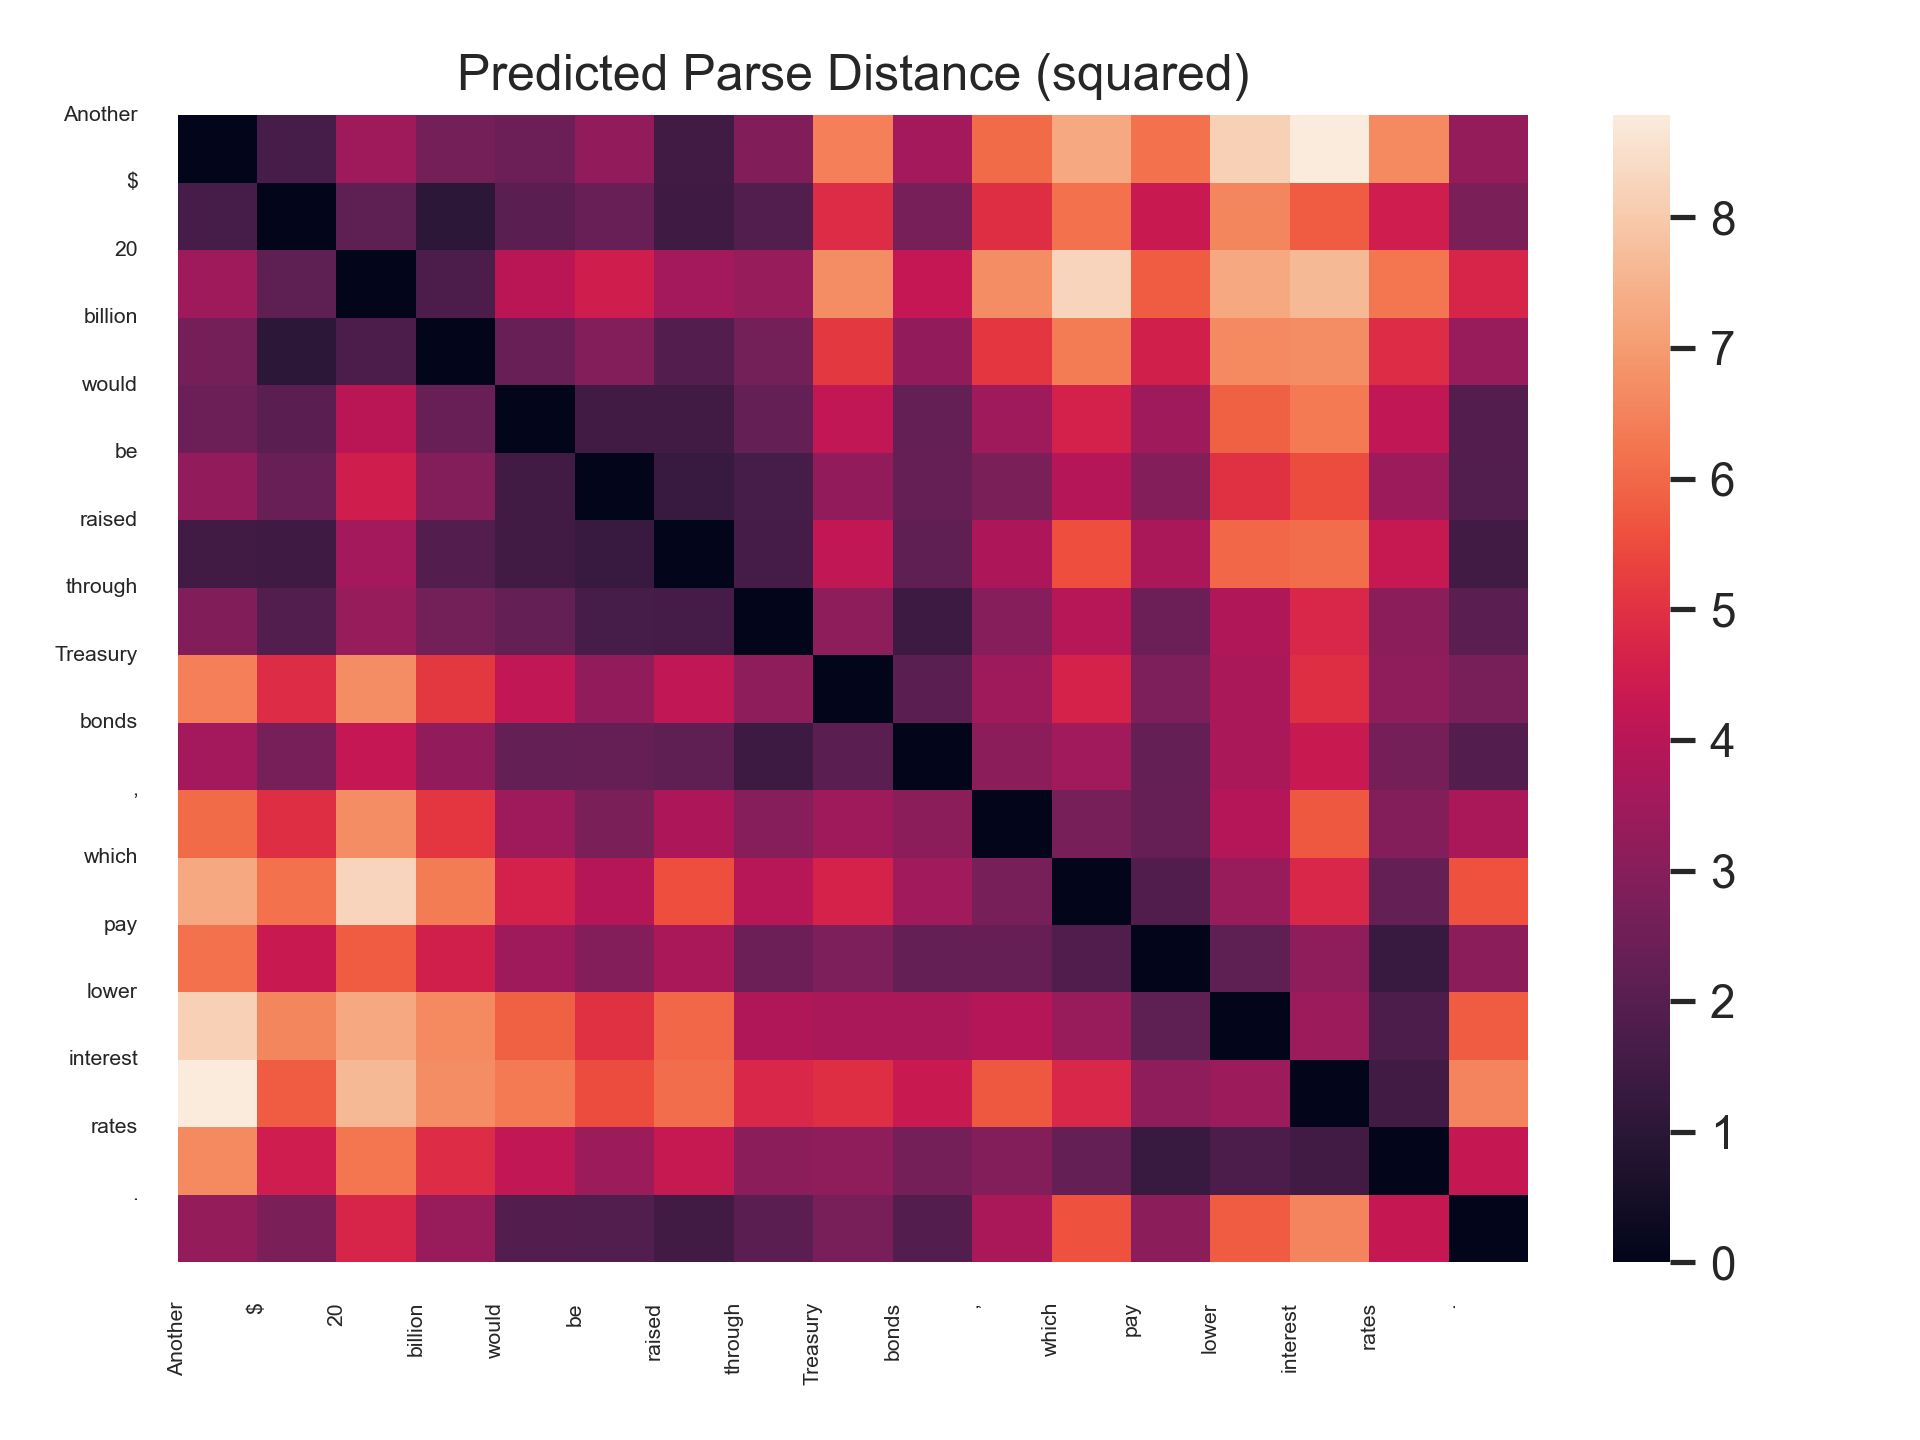 Predicted Parse Distance (squared)
Another
$
20
billion
would
be
raised
through
Treasury
bonds
,
which
pay
lower
interest
rates
.
8
7
6
5
4
3
2
1
0
Another $ 20 billion would be raised through Treasury bonds , which pay lower interest rates .